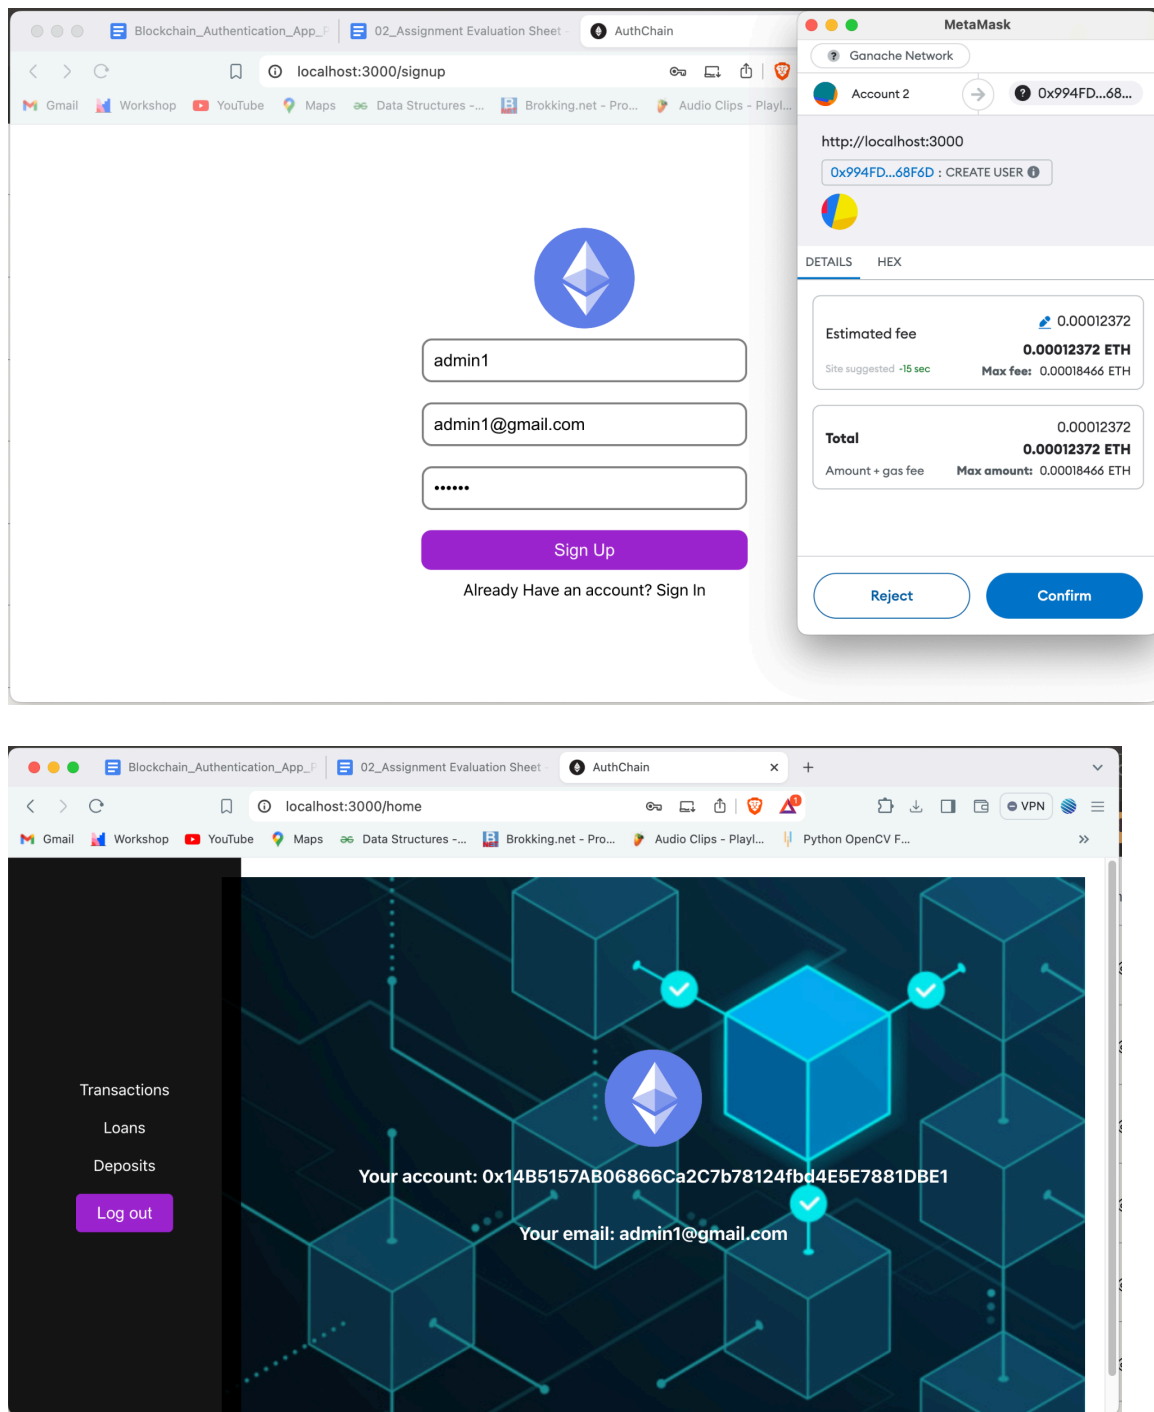 Blockchain_Authentication_App_P
02_Assignment Evaluation Sheet -
AuthChain
localhost:3000/signup
Gmail Workshop YouTube Maps Data Structures -... Brokking.net - Pro... Audio Clips - Playl...
admin1
admin1@gmail.com
••••••
Sign Up
Already Have an account? Sign In
MetaMask
Ganache Network
Account 2
0x994FD...68...
http://localhost:3000
0x994FD...68F6D : CREATE USER
DETAILS HEX
Estimated fee
0.00012372
0.00012372 ETH
Site suggested ~15 sec
Max fee: 0.00018466 ETH
Total
0.00012372
0.00012372 ETH
Amount + gas fee
Max amount: 0.00018466 ETH
Reject
Confirm
Blockchain_Authentication_App_P
02_Assignment Evaluation Sheet -
AuthChain
localhost:3000/home
1
VPN
Gmail Workshop YouTube Maps Data Structures -... Brokking.net - Pro... Audio Clips - Playl... Python OpenCV F...
Transactions
Loans
Deposits
Log out
Your account: 0x14B5157AB06866Ca2C7b78124fbd4E5E7881DBE1
Your email: admin1@gmail.com